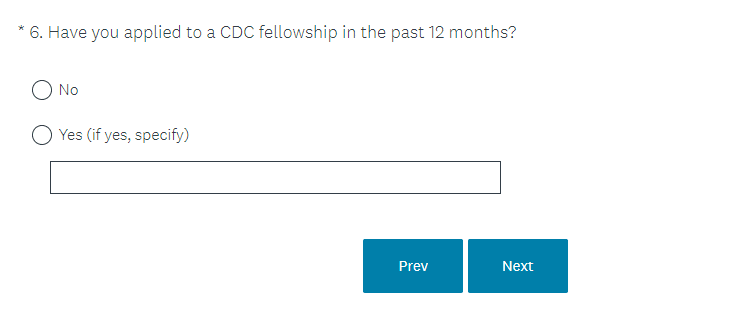 * 6. Have you applied to a CDC fellowship in the past 12 months?
No
Yes (if yes, specify)
Prev Next